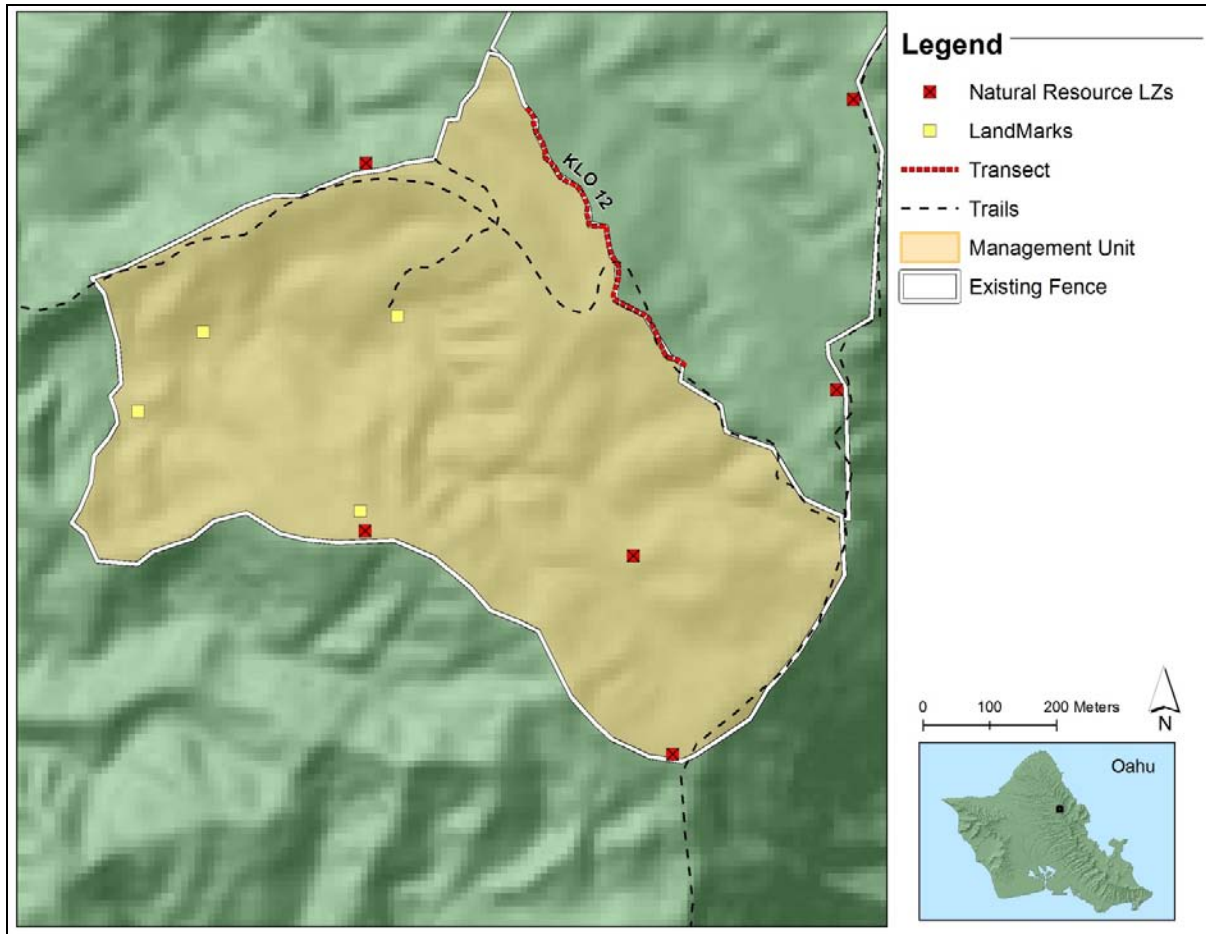 KLO 12
Legend
Natural Resource LZs
LandMarks
Transect
Trails
Management Unit
Existing Fence
0 100 200 Meters
N
Oahu